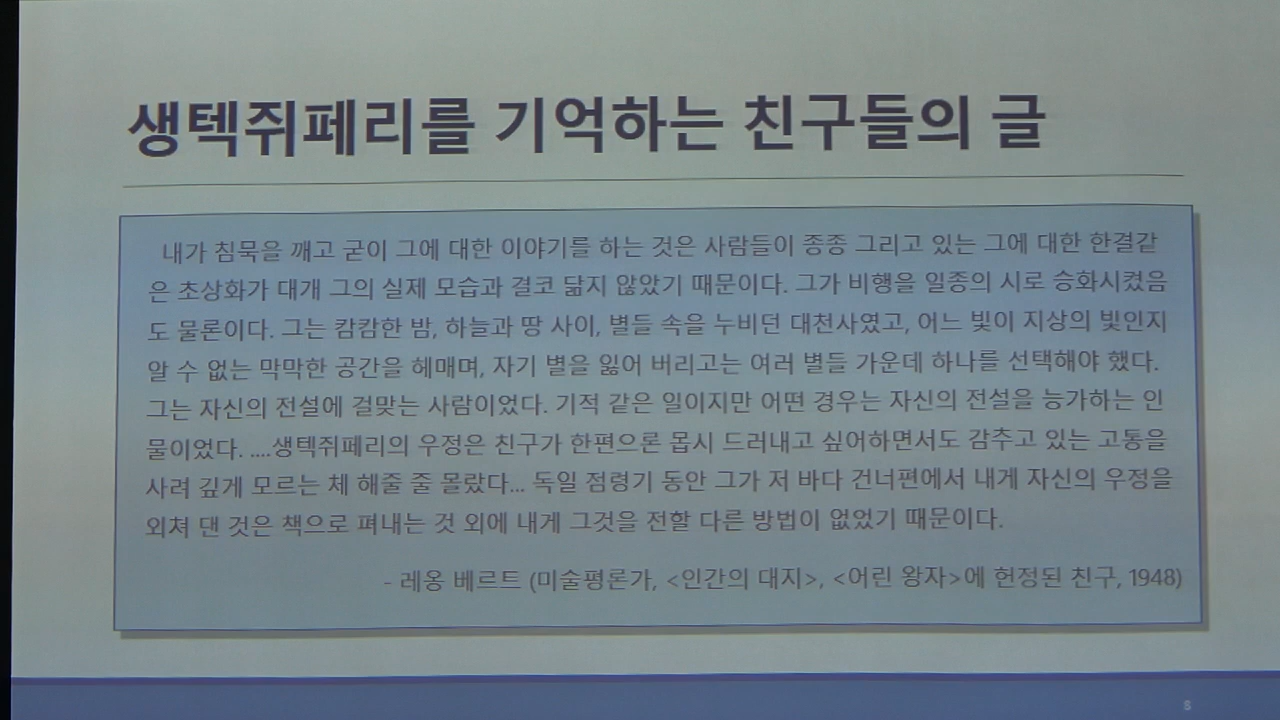 생텍쥐페리를 기억하는 친구들의 글
내가 침묵을 깨고 굳이 그에 대한 이야기를 하는 것은 사람들이 종종 그리고 있는 그에 대한 한결같
은 초상화가 대개 그의 실제 모습과 결코 닮지 않았기 때문이다. 그가 비행을 일종의 시로 승화시켰음
도 물론이다. 그는 캄캄한 밤, 하늘과 땅 사이, 별들 속을 누비던 대천사였고, 어느 빛이 지상의 빛인지
알 수 없는 막막한 공간을 헤매며, 자기 별을 잃어 버리고는 여러 별들 가운데 하나를 선택해야 했다.
그는 자신의 전설에 걸맞는 사람이었다. 기적 같은 일이지만 어떤 경우는 자신의 전설을 능가하는 인
물이었다. ....생텍쥐페리의 우정은 친구가 한편으론 몹시 드러내고 싶어하면서도 감추고 있는 고통을
사려 깊게 모르는 체 해줄 줄 몰랐다... 독일 점령기 동안 그가 저 바다 건너편에서 내게 자신의 우정을
외쳐 댄 것은 책으로 펴내는 것 외에 내게 그것을 전할 다른 방법이 없었기 때문이다.
- 레옹 베르트 (미술평론가, <인간의 대지>, <어린 왕자>에 헌정된 친구, 1948)